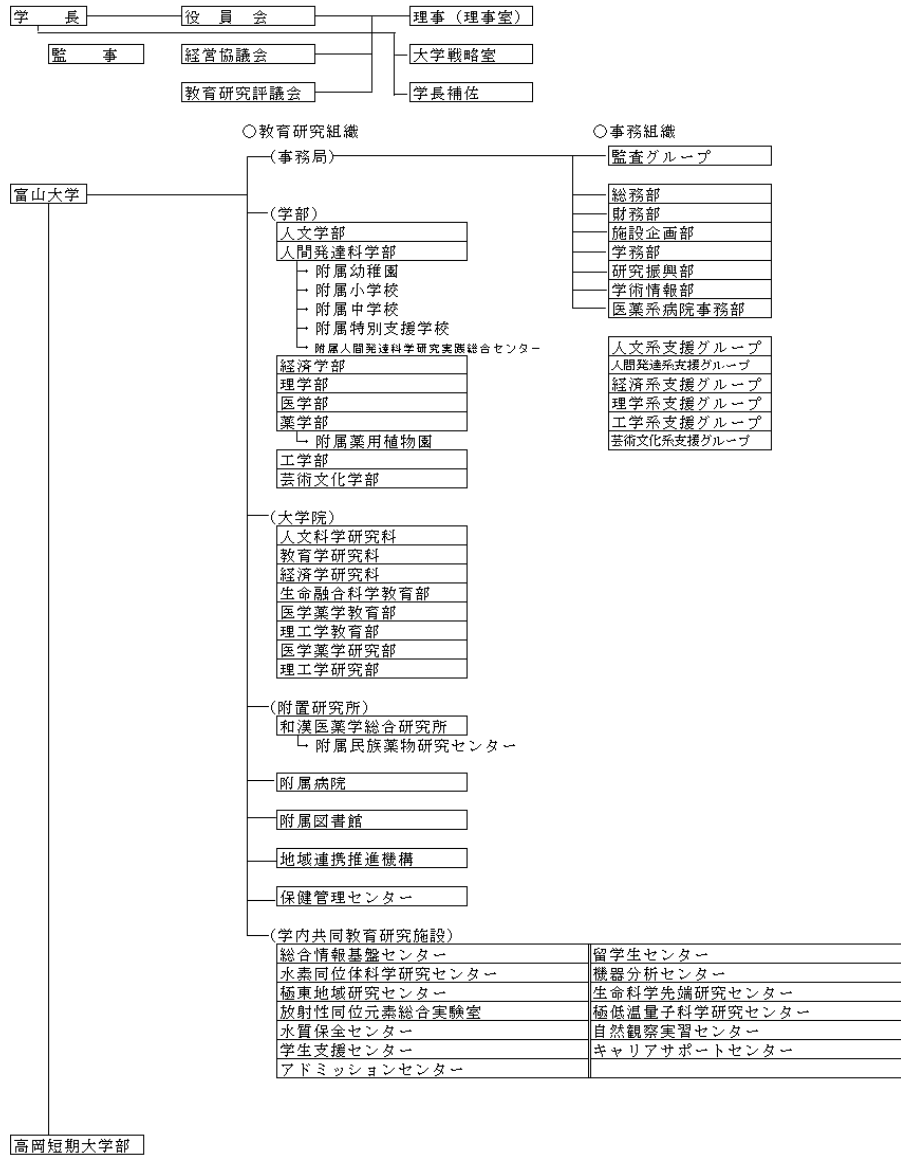 学　　長　役　員　会　理事（理事室）
監　　事　経営協議会　大学戦略室
教育研究評議会　学長補佐
○教育研究組織　○事務組織
(事務局)　監査グループ
富山大学　総務部
(学部)　財務部
人文学部　施設企画部
人間発達科学部　学務部
附属幼稚園　研究振興部
附属小学校　学術情報部
附属中学校　医薬系病院事務部
附属特別支援学校
附属人間発達科学研究実践総合センター　人文系支援グループ
経済学部　人間発達系支援グループ
理学部　経済系支援グループ
医学部　理学系支援グループ
薬学部　工学系支援グループ
附属薬用植物園　芸術文化系支援グループ
工学部
芸術文化学部
(大学院)
人文科学研究科
教育学研究科
経済学研究科
生命融合科学教育部
医学薬学教育部
理工学教育部
医学薬学研究部
理工学研究部
(附置研究所)
和漢医薬学総合研究所
附属民族薬物研究センター
附属病院
附属図書館
地域連携推進機構
保健管理センター
(学内共同教育研究施設)
総合情報基盤センター　留学生センター
水素同位体科学研究センター　機器分析センター
極東地域研究センター　生命科学先端研究センター
放射性同位元素総合実験室　極低温量子科学研究センター
水質保全センター　自然観察実習センター
学生支援センター　キャリアサポートセンター
アドミッションセンター
高岡短期大学部